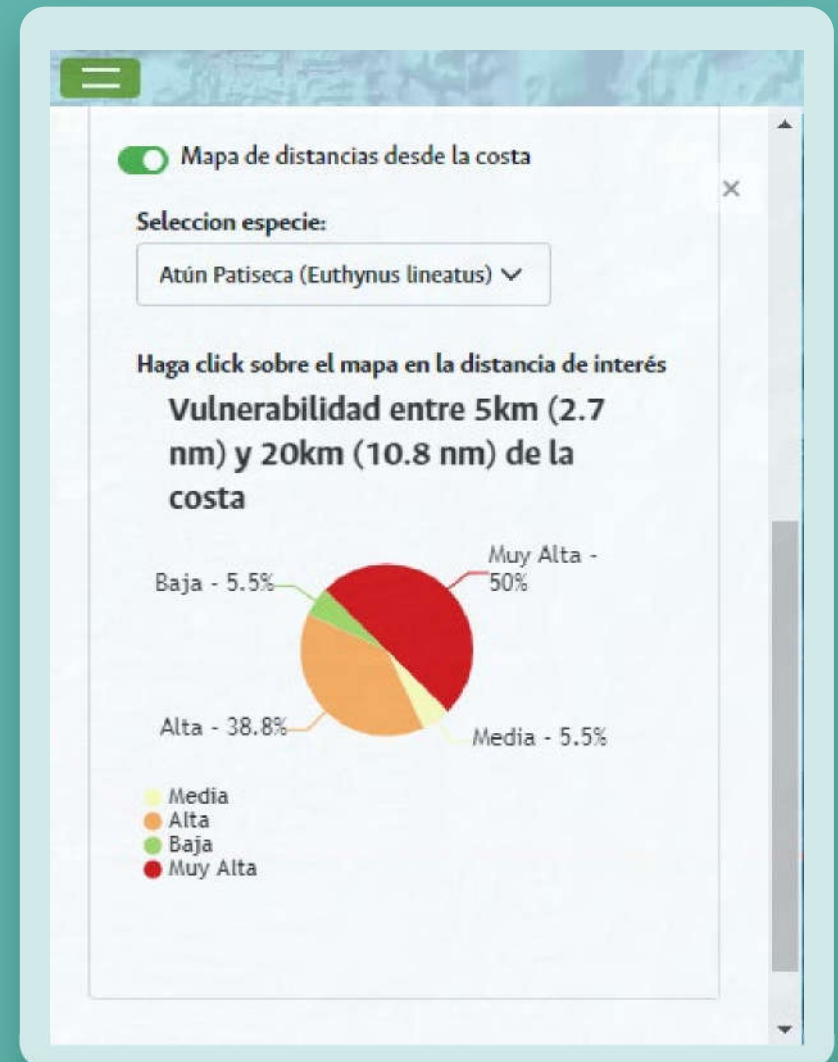 Mapa de distancias desde la costa
Seleccion especie:
Atún Patiseca (Euthynus lineatus)
Haga click sobre el mapa en la distancia de interés
Vulnerabilidad entre 5km (2.7
nm) y 20km (10.8 nm) de la
costa
Muy Alta -
50%
Baja - 5.5%
Alta - 38.8%
Media - 5.5%
Media
Alta
Baja
Muy Alta